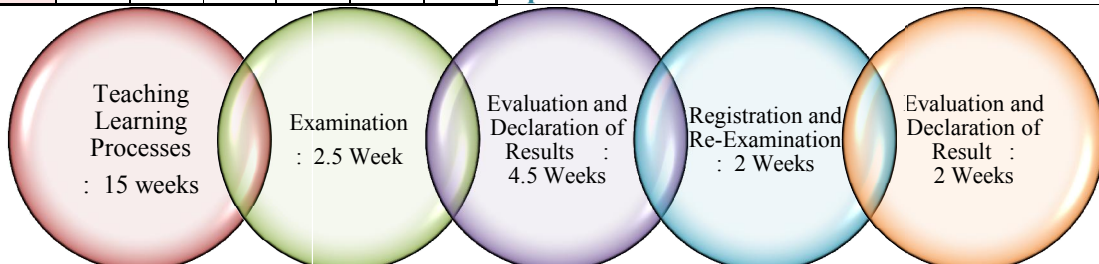 Teaching
Learning
Processes
: 15 weeks
Examination
: 2.5 Week
Evaluation and
Declaration of
Results :
4.5 Weeks
Registration and
Re-Examination
: 2 Weeks
Evaluation and
Declaration of
Result :
2 Weeks